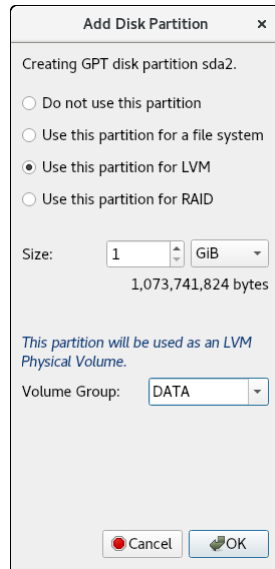 Add Disk Partition ×
Creating GPT disk partition sda2.
Do not use this partition
Use this partition for a file system
Use this partition for LVM
Use this partition for RAID
Size: 1 GiB
1,073,741,824 bytes
This partition will be used as an LVM
Physical Volume.
Volume Group: DATA
Cancel OK